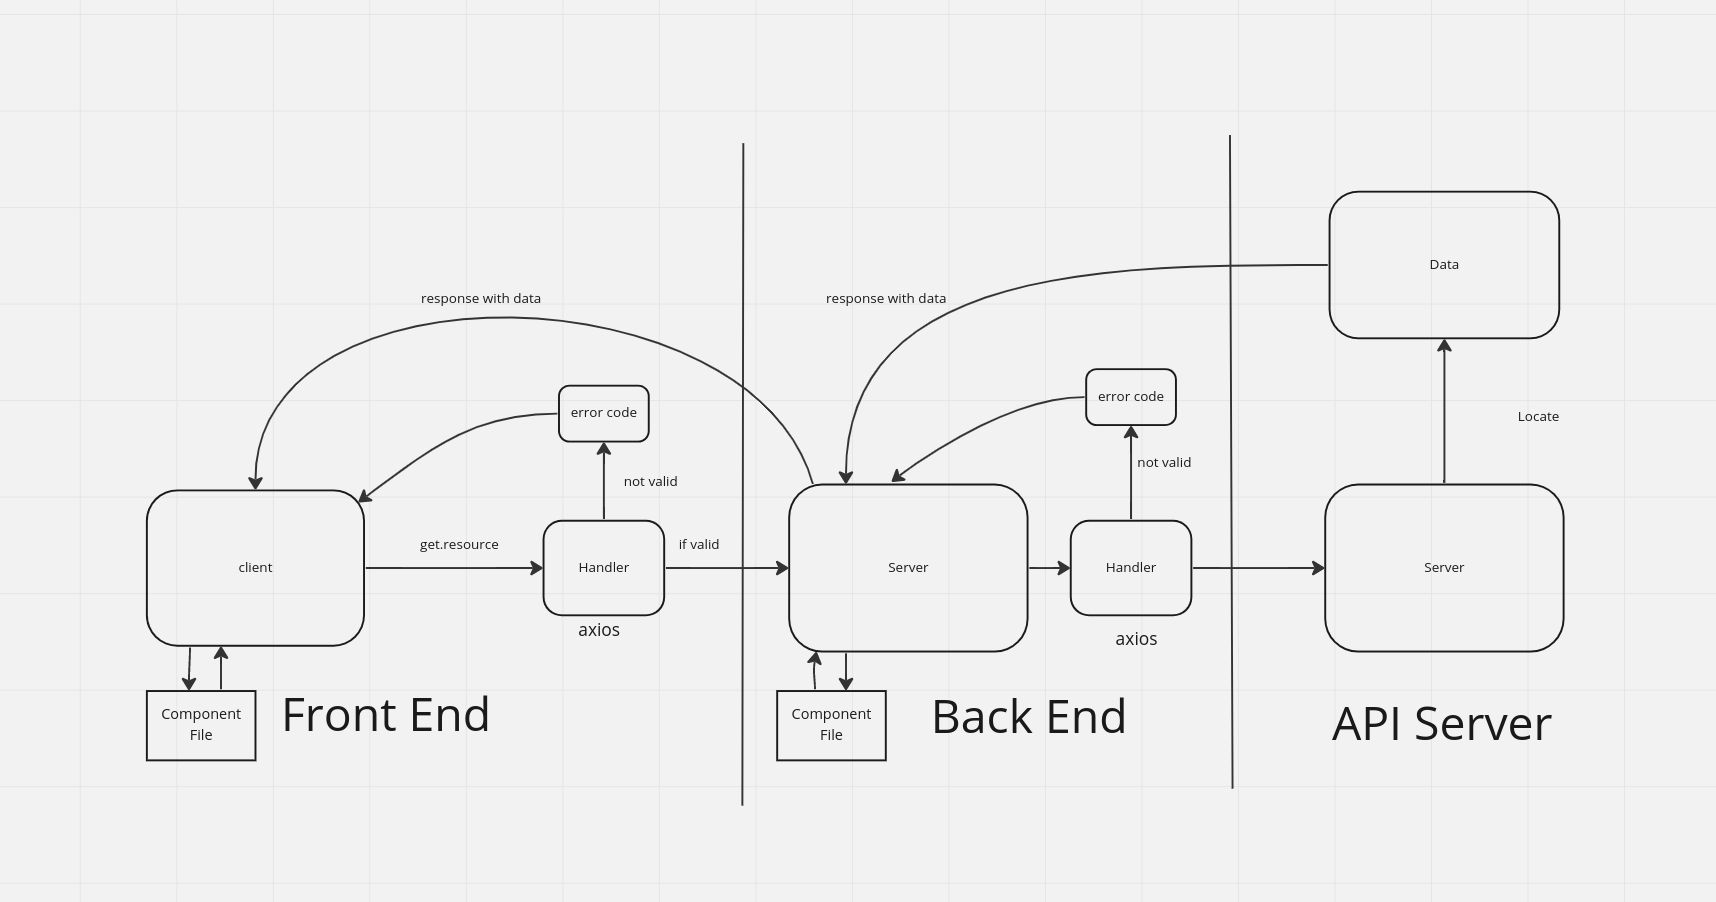 Data
response with data
response with data
error code
error code
Locate
not valid
not valid
get.resource
if valid
client
Handler
Server
Handler
Server
axios
axios
Component
File
Front End
Component
File
Back End
API Server